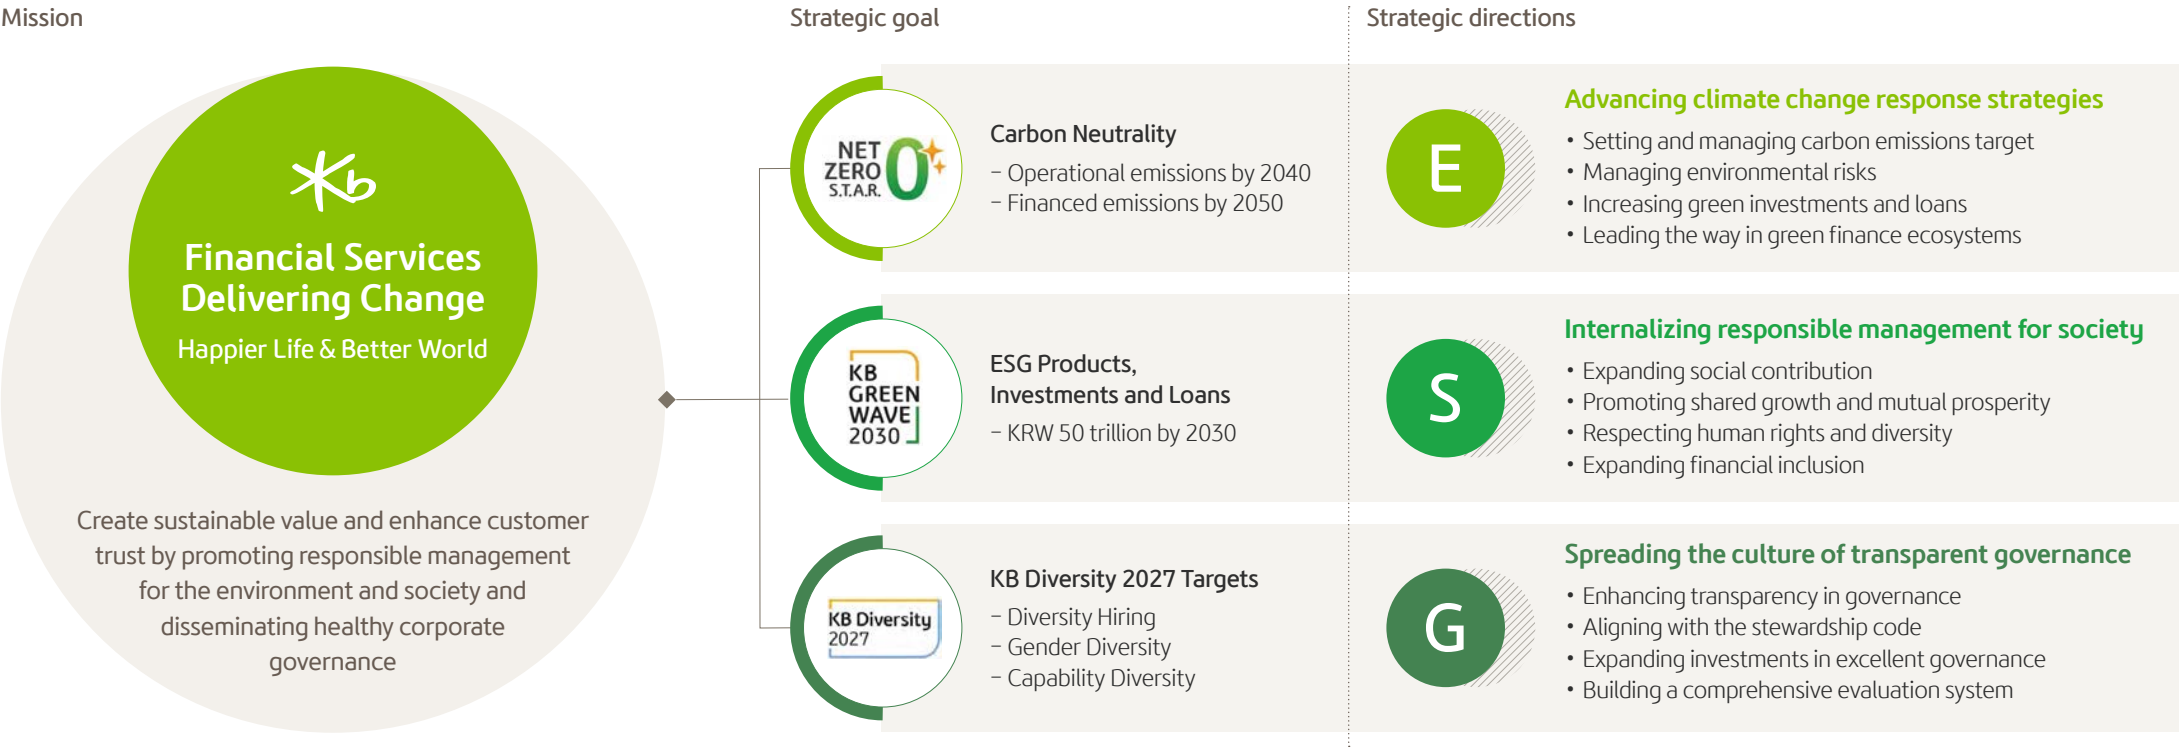 Mission
Kb
Financial Services
Delivering Change
Happier Life & Better World
Create sustainable value and enhance customer
trust by promoting responsible management
for the environment and society and
disseminating healthy corporate
governance
Strategic goal
NET
ZERO
S.T.A.R.
0
Carbon Neutrality
– Operational emissions by 2040
– Financed emissions by 2050
KB
GREEN
WAVE
2030
ESG Products,
Investments and Loans
– KRW 50 trillion by 2030
KB Diversity
2027
KB Diversity 2027 Targets
– Diversity Hiring
– Gender Diversity
– Capability Diversity
Strategic directions
E
Advancing climate change response strategies
• Setting and managing carbon emissions target
• Managing environmental risks
• Increasing green investments and loans
• Leading the way in green finance ecosystems
S
Internalizing responsible management for society
• Expanding social contribution
• Promoting shared growth and mutual prosperity
• Respecting human rights and diversity
• Expanding financial inclusion
G
Spreading the culture of transparent governance
• Enhancing transparency in governance
• Aligning with the stewardship code
• Expanding investments in excellent governance
• Building a comprehensive evaluation system